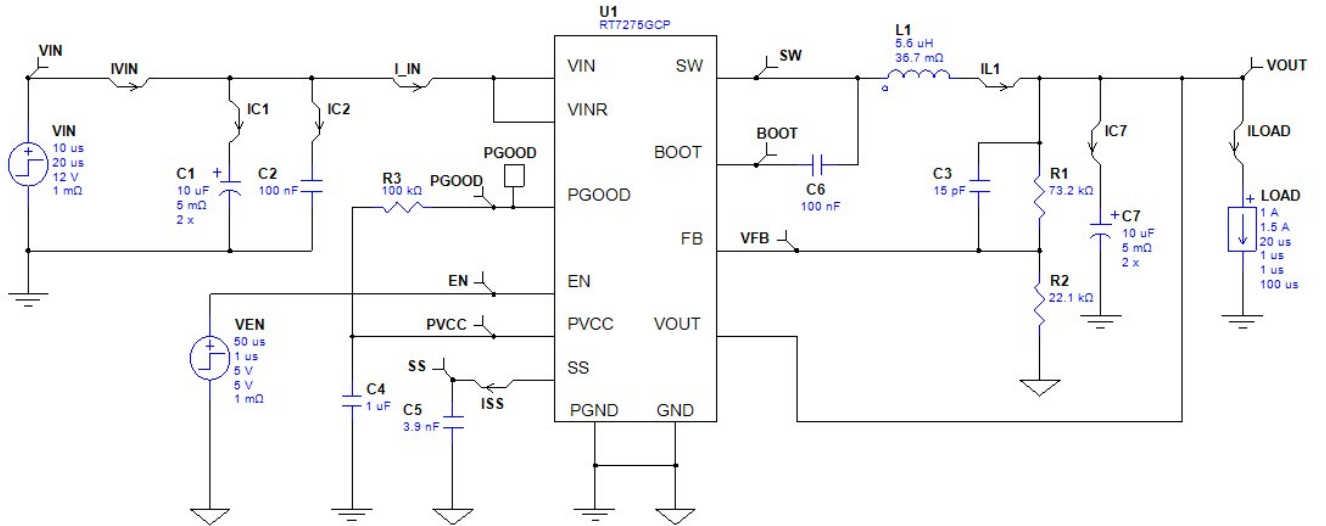 U1
RT7275GCP
VIN
IVIN
I_IN
VIN
SW
SW
L1
5.6 uH
36.7 mΩ
IL1
VOUT
IC1
IC2
VINR
BOOT
BOOT
IC7
ILOAD
VIN
10 us
20 us
12 V
1 mΩ
C1
10 uF
5 mΩ
2 x
C2
100 nF
R3
100 kΩ
PGOOD
PGOOD
PGOOD
C6
100 nF
C3
15 pF
R1
73.2 kΩ
C7
10 uF
5 mΩ
2 x
LOAD
1 A
1.5 A
20 us
1 us
1 us
100 us
FB
VFB
EN
EN
R2
22.1 kΩ
VEN
50 us
1 us
5 V
5 V
1 mΩ
PVCC
PVCC
VOUT
SS
SS
ISS
C4
1 uF
C5
3.9 nF
PGND
GND